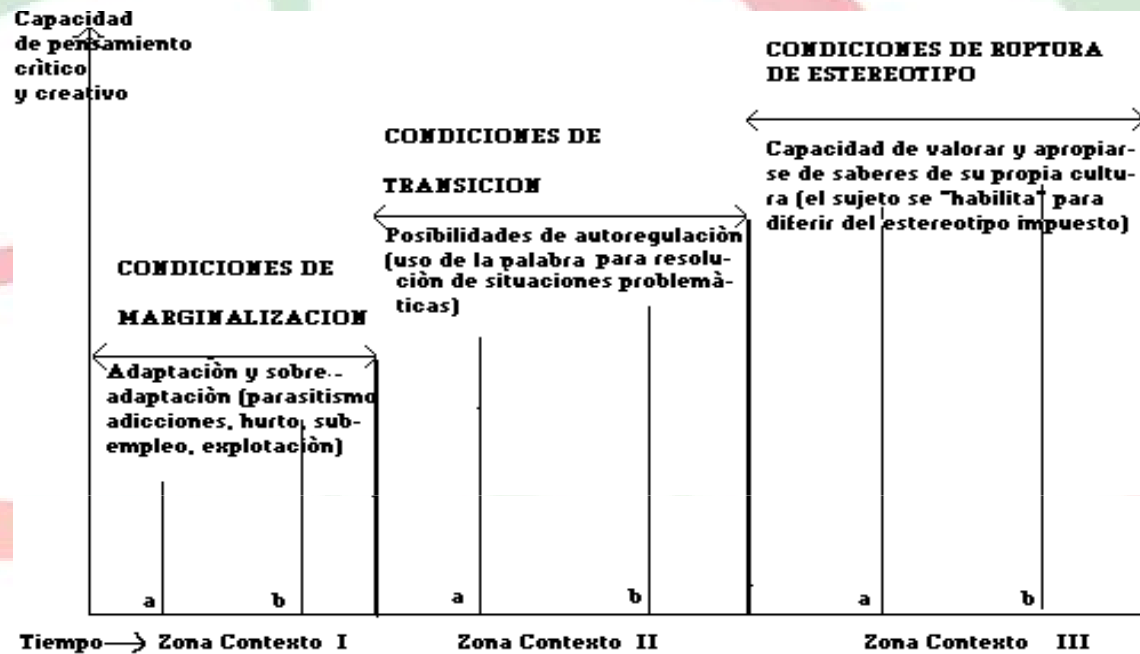 Capacidad
de pensamiento
crìtico
y creativo
CONDICIONES DE RUPTURA
DE ESTEREOTIPO
Capacidad de valorar y apropiar-
se de saberes de su propia cultu-
ra (el sujeto se "habilita" para
diferir del estereotipo impuesto)
CONDICIONES DE
TRANSICION
Posibilidades de autoregulaciòn
(uso de la palabra para resolu-
ciòn de situaciones problemà-
ticas)
CONDICIONES DE
MARGINALIZACION
Adaptaciòn y sobre-
adaptaciòn (parasitismo
adicciones, hurto, sub-
empleo, explotaciòn)
a b a b a b
Tiempo Zona Contexto I Zona Contexto II Zona Contexto III